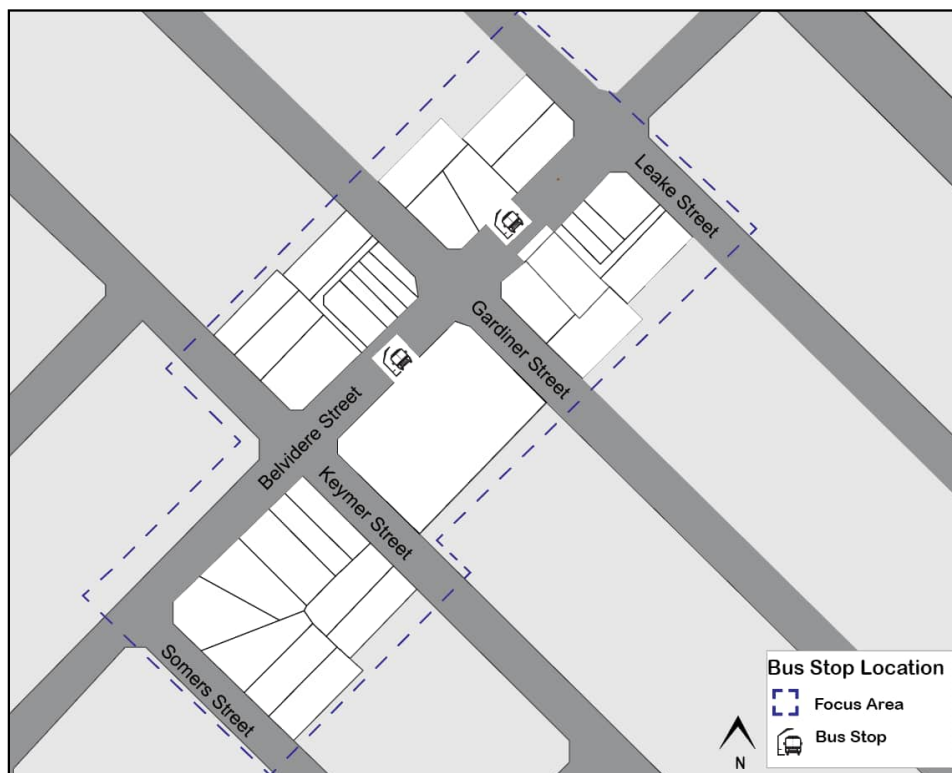 Leake Street
Gardiner Street
Belvidere Street
Keymer Street
Somers Street
Bus Stop Location
Focus Area
Bus Stop
N